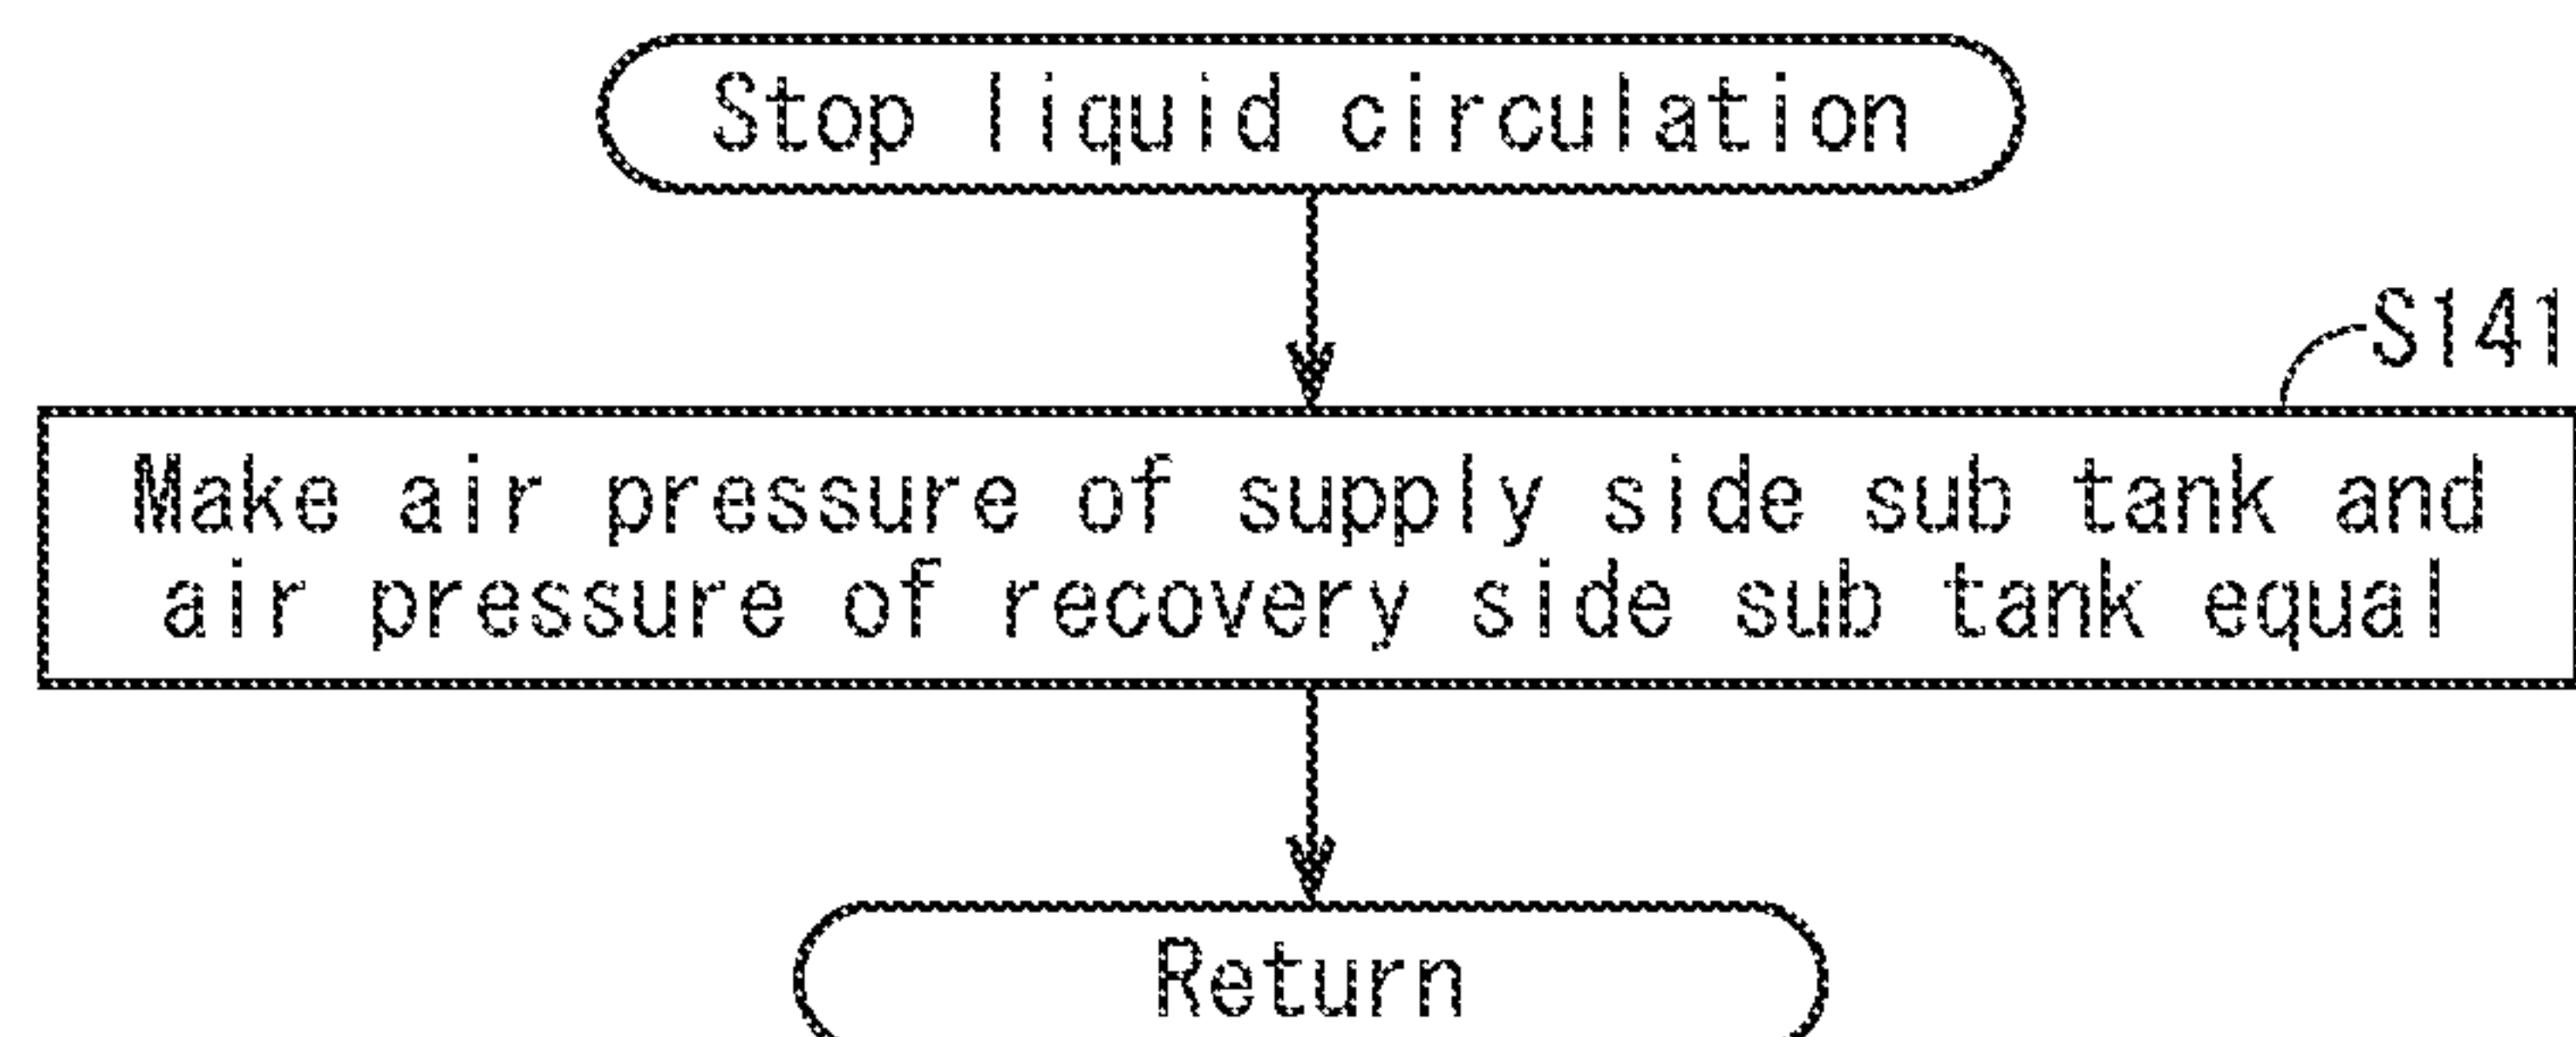 Stop liquid circulation
S141
Make air pressure of supply side sub tank and
air pressure of recovery side sub tank equal
Return